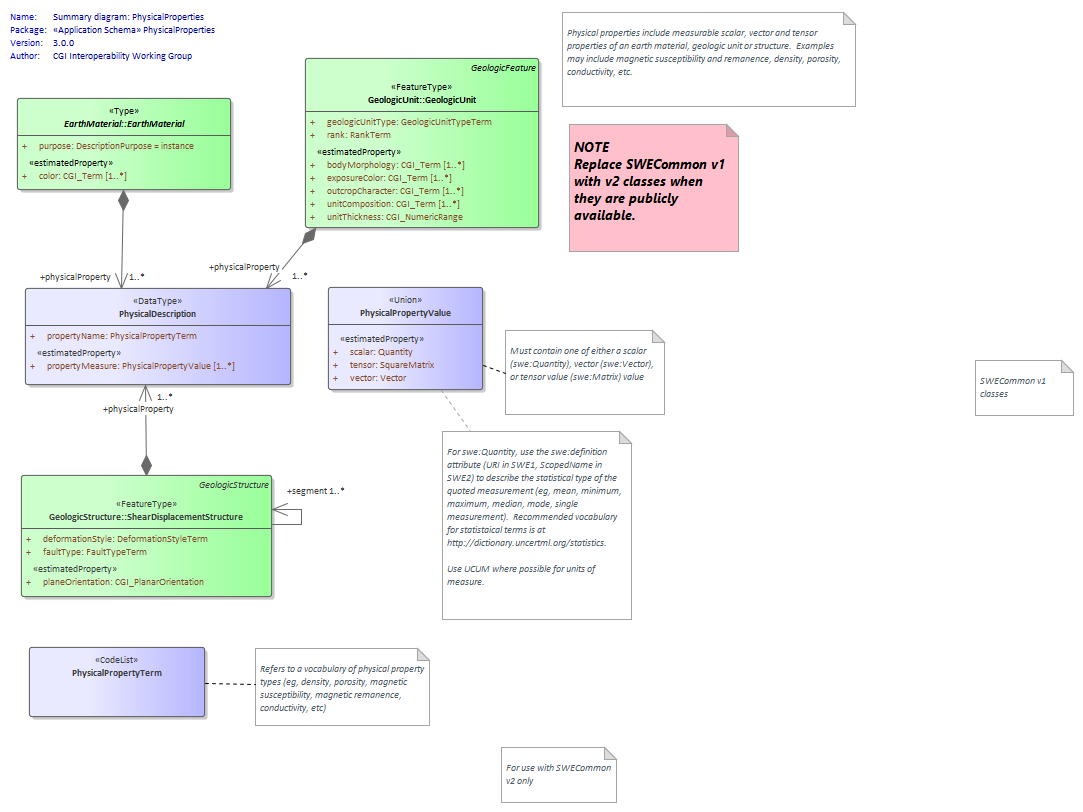 Name: Summary diagram: PhysicalProperties
Package: «Application Schema» PhysicalProperties
Version: 3.0.0
Author: CGI Interoperability Working Group
Physical properties include measurable scalar, vector and tensor
properties of an earth material, geologic unit or structure. Examples
may include magnetic susceptibility and remanence, density, porosity,
conductivity, etc.
GeologicFeature
«FeatureType»
GeologicUnit::GeologicUnit
+ geologicUnitType: GeologicUnitTypeTerm
+ rank: RankTerm
«estimatedProperty»
+ bodyMorphology: CGI_Term [1..*]
+ exposureColor: CGI_Term [1..*]
+ outcropCharacter: CGI_Term [1..*]
+ unitComposition: CGI_Term [1..*]
+ unitThickness: CGI_NumericRange
«Type»
EarthMaterial::EarthMaterial
+ purpose: DescriptionPurpose = instance
«estimatedProperty»
+ color: CGI_Term [1..*]
NOTE
Replace SWECommon v1
with v2 classes when
they are publicly
available.
+physicalProperty 1..*
+physicalProperty
1..*
«DataType»
PhysicalDescription
+ propertyName: PhysicalPropertyTerm
«estimatedProperty»
+ propertyMeasure: PhysicalPropertyValue [1..*]
«Union»
PhysicalPropertyValue
«estimatedProperty»
+ scalar: Quantity
+ tensor: SquareMatrix
+ vector: Vector
Must contain one of either a scalar
(swe:Quantity), vector (swe:Vector),
or tensor value (swe:Matrix) value
SWECommon v1
classes
1..*
+physicalProperty
For swe:Quantity, use the swe:definition
attribute (URI in SWE1, ScopedName in
SWE2) to describe the statistical type of the
quoted measurement (eg, mean, minimum,
maximum, median, mode, single
measurement). Recommended vocabulary
for statistaical terms is at
http://dictionary.uncertml.org/statistics.
Use UCUM where possible for units of
measure.
GeologicStructure
«FeatureType»
GeologicStructure::ShearDisplacementStructure
+ deformationStyle: DeformationStyleTerm
+ faultType: FaultTypeTerm
«estimatedProperty»
+ planeOrientation: CGI_PlanarOrientation
+segment 1..*
«CodeList»
PhysicalPropertyTerm
Refers to a vocabulary of physical property
types (eg, density, porosity, magnetic
susceptibility, magnetic remanence,
conductivity, etc)
For use with SWECommon
v2 only